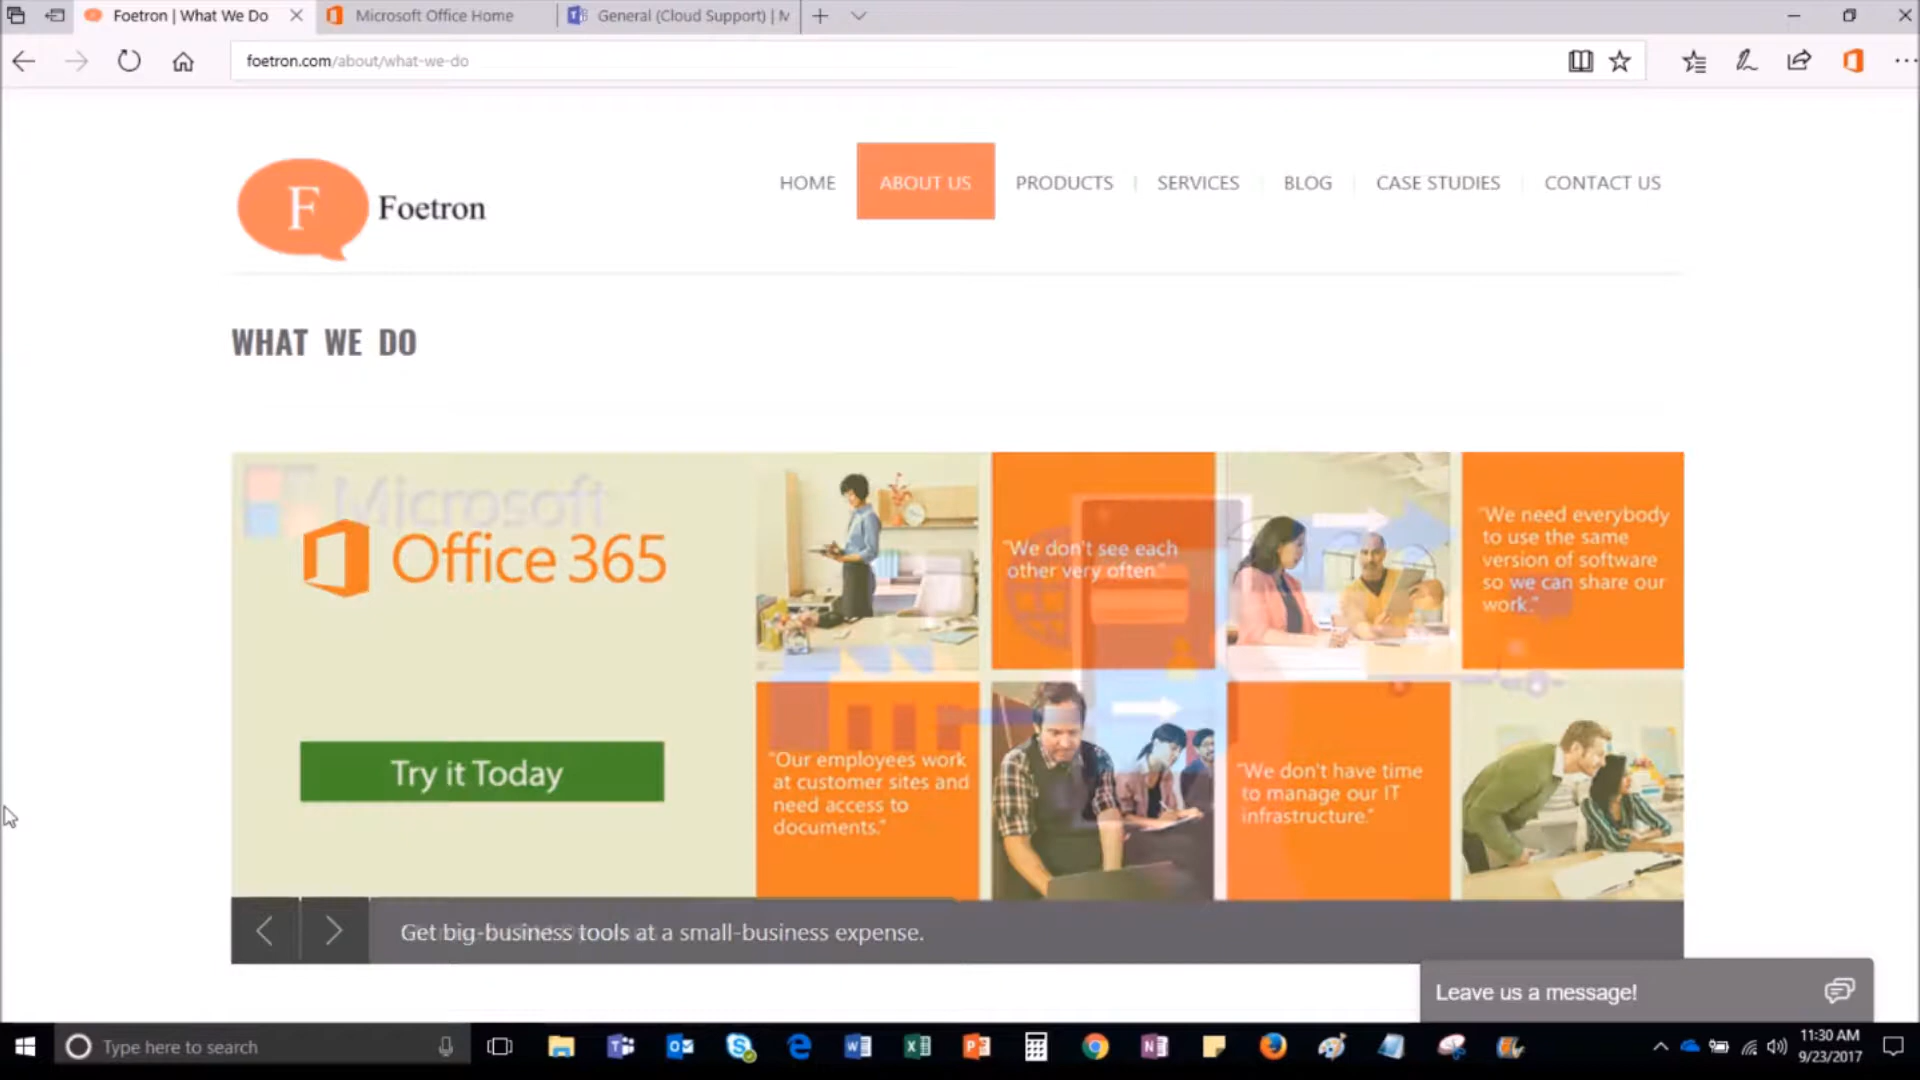 Foetron | What We Do
Microsoft Office Home
General (Cloud Support) | M
foetron.com/about/what-we-do
F
Foetron
HOME
ABOUT US
PRODUCTS
SERVICES
BLOG
CASE STUDIES
CONTACT US
WHAT WE DO
Microsoft
Office 365
"We don't see each
other very often"
"We need everybody
to use the same
version of software
so we can share our
work."
Try it Today
"Our employees work
at customer sites and
need access to
documents."
"We don't have time
to manage our IT
infrastructure."
Get big-business tools at a small-business expense.
Leave us a message!
Type here to search
11:30 AM
9/23/2017